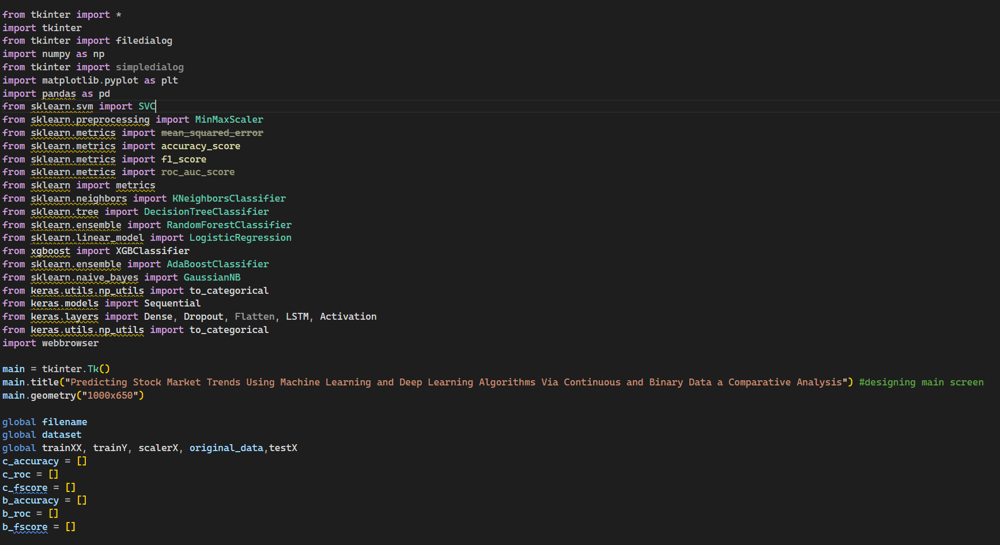 from tkinter import *
import tkinter
from tkinter import filedialog
import numpy as np
from tkinter import simpledialog
import matplotlib.pyplot as plt
import pandas as pd
from sklearn.svm import SVC
from sklearn.preprocessing import MinMaxScaler
from sklearn.metrics import mean_squared_error
from sklearn.metrics import accuracy_score
from sklearn.metrics import f1_score
from sklearn.metrics import roc_auc_score
from sklearn import metrics
from sklearn.neighbors import KNeighborsClassifier
from sklearn.tree import DecisionTreeClassifier
from sklearn.ensemble import RandomForestClassifier
from sklearn.linear_model import LogisticRegression
from xgboost import XGBClassifier
from sklearn.ensemble import AdaBoostClassifier
from sklearn.naive_bayes import GaussianNB
from keras.utils.np_utils import to_categorical
from keras.models import Sequential
from keras.layers import Dense, Dropout, Flatten, LSTM, Activation
from keras.utils.np_utils import to_categorical
import webbrowser

main = tkinter.Tk()
main.title("Predicting Stock Market Trends Using Machine Learning and Deep Learning Algorithms Via Continuous and Binary Data a Comparative Analysis") #designing main screen
main.geometry("1000x650")

global filename
global dataset
global trainXX, trainY, scalerX, original_data,testX
c_accuracy = []
c_roc = []
c_fscore = []
b_accuracy = []
b_roc = []
b_fscore = []